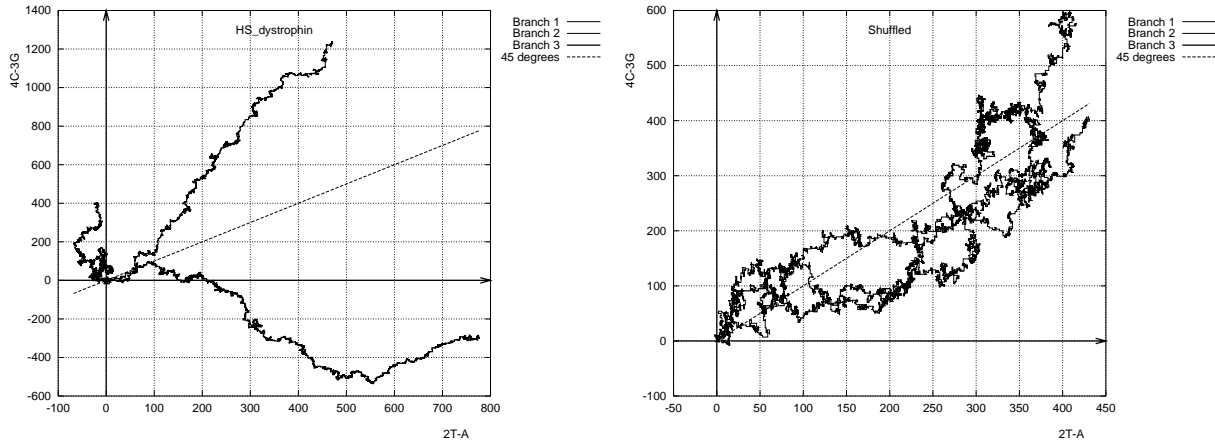 HS_dystrophin
Branch 1
Branch 2
Branch 3
45 degrees
4C-3G
1400
1200
1000
800
600
400
200
0
-200
-400
-600
-100
0
100
200
300
400
500
600
700
800
2T-A
Shuffled
Branch 1
Branch 2
Branch 3
45 degrees
4C-3G
600
500
400
300
200
100
0
-100
-50
0
50
100
150
200
250
300
350
400
450
2T-A